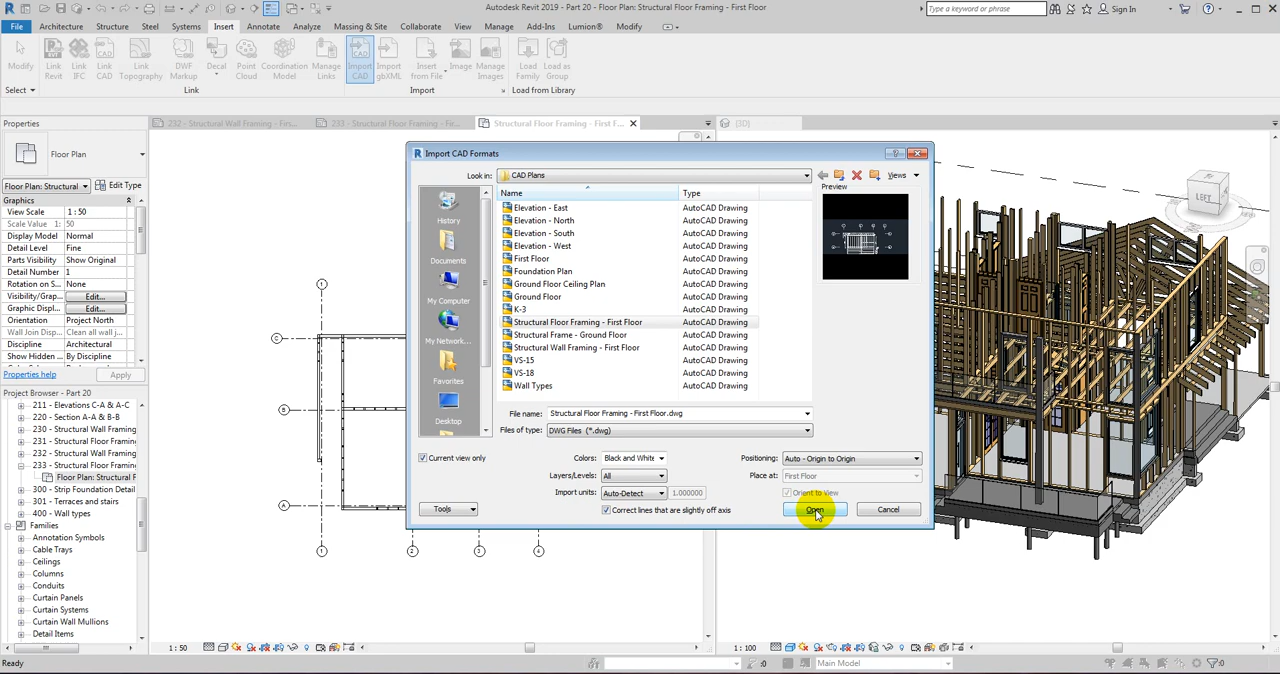 Autodesk Revit 2019 - Part 20 - Floor Plan: Structural Floor Framing - First Floor
Type a keyword or phrase
Sign In
File Architecture Structure Steel Systems Insert Annotate Analyze Massing & Site Collaborate View Manage Add-Ins Lumion® Modify
Modify
Link Revit
Link IFC
Link CAD
Link Topography
DWF Markup
Decal
Point Cloud
Coordination Model
Manage Links
Import CAD
Import gbXML
Insert from File
Image
Manage Images
Load Family
Load as Group
Select
Link
Import
Load from Library
Properties
232 - Structural Wall Framing - Firs...
233 - Structural Floor Framing - Fi...
Structural Floor Framing - First F...
{3D}
Floor Plan
Floor Plan: Structural
Edit Type
Graphics
View Scale 1 : 50
Scale Value 1: 50
Display Model Normal
Detail Level Fine
Parts Visibility Show Original
Detail Number 1
Rotation on S... None
Visibility/Grap... Edit...
Graphic Displ... Edit...
Orientation Project North
Wall Join Displ... Clean all wall j...
Discipline Architectural
Show Hidden ... By Discipline
Properties help
Apply
Project Browser - Part 20
211 - Elevations C-A & A-C
220 - Section A-A & B-B
230 - Structural Wall Framing
231 - Structural Floor Framing
232 - Structural Wall Framing
233 - Structural Floor Framing
Floor Plan: Structural
300 - Strip Foundation Detail
301 - Terraces and stairs
400 - Wall types
Families
Annotation Symbols
Cable Trays
Ceilings
Columns
Conduits
Curtain Panels
Curtain Systems
Curtain Wall Mullions
Detail Items
1
C
B
A
1
2
3
4
Import CAD Formats
Look in: CAD Plans
Views
Name Type
Preview
Elevation - East AutoCAD Drawing
Elevation - North AutoCAD Drawing
Elevation - South AutoCAD Drawing
Elevation - West AutoCAD Drawing
First Floor AutoCAD Drawing
Foundation Plan AutoCAD Drawing
Ground Floor Ceiling Plan AutoCAD Drawing
Ground Floor AutoCAD Drawing
K-3 AutoCAD Drawing
Structural Floor Framing - First Floor AutoCAD Drawing
Structural Frame - Ground Floor AutoCAD Drawing
Structural Wall Framing - First Floor AutoCAD Drawing
VS-15 AutoCAD Drawing
VS-18 AutoCAD Drawing
Wall Types AutoCAD Drawing
History
Documents
My Computer
My Network...
Favorites
Desktop
File name: Structural Floor Framing - First Floor.dwg
Files of type: DWG Files (*.dwg)
Current view only
Colors: Black and White
Positioning: Auto - Origin to Origin
Layers/Levels: All
Place at: First Floor
Import units: Auto-Detect 1.000000
Orient to View
Tools
Correct lines that are slightly off axis
Open
Cancel
LEFT
1 : 50
1 : 100
Ready
:0
Main Model
:0